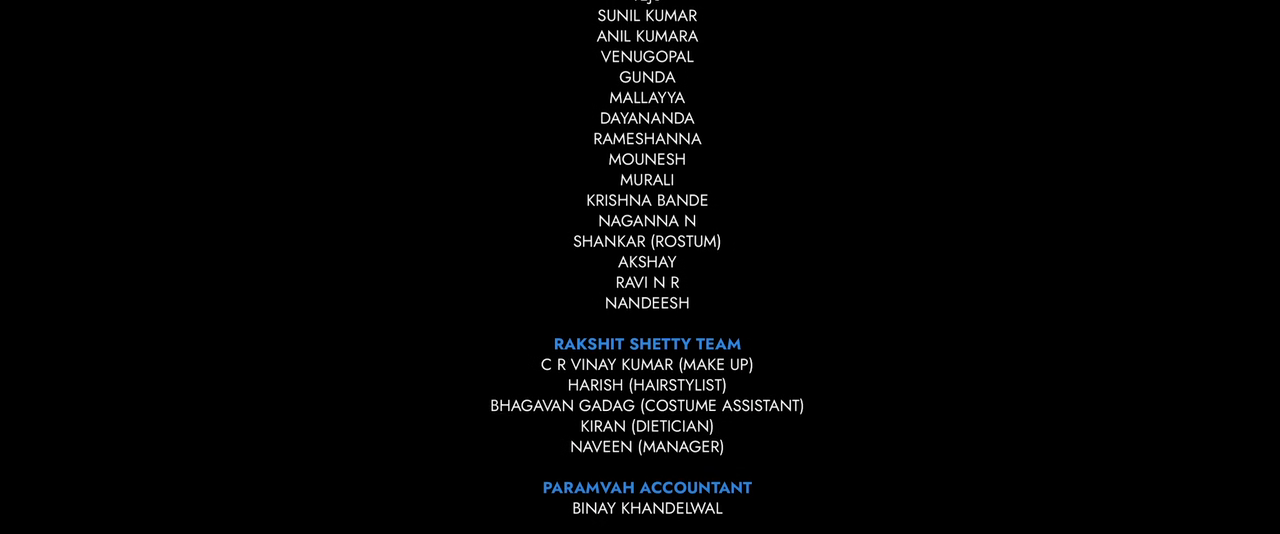 SUNIL KUMAR
ANIL KUMARA
VENUGOPAL
GUNDA
MALLAYYA
DAYANANDA
RAMESHANNA
MOUNESH
MURALI
KRISHNA BANDE
NAGANNA N
SHANKAR (ROSTUM)
AKSHAY
RAVI N R
NANDEESH
RAKSHIT SHETTY TEAM
C R VINAY KUMAR (MAKE UP)
HARISH (HAIRSTYLIST)
BHAGAVAN GADAG (COSTUME ASSISTANT)
KIRAN (DIETICIAN)
NAVEEN (MANAGER)
PARAMVAH ACCOUNTANT
BINAY KHANDELWAL